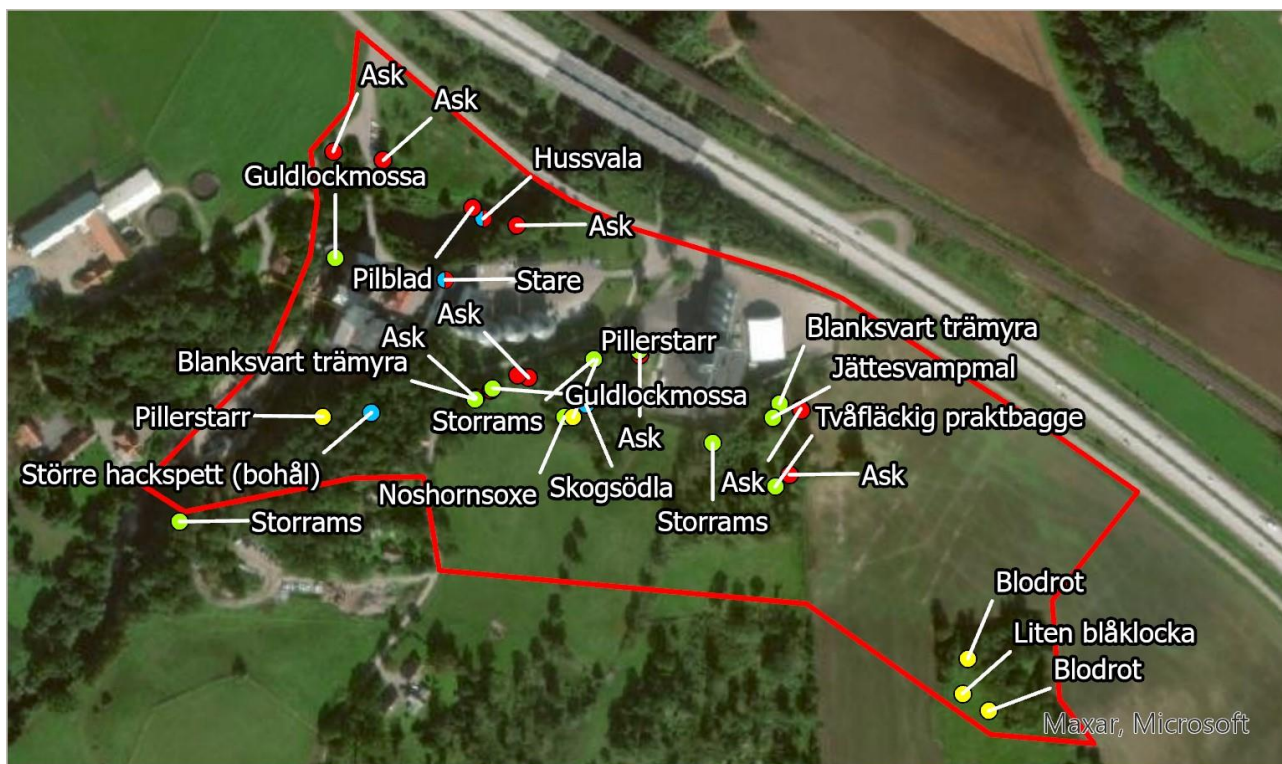 Ask
Ask
Hussvala
Guldlockmossa
Ask
Pilblad
Stare
Ask
Ask
Pillerstarr
Blanksvart trämyra
Blanksvart trämyra
Jättesvampmal
Guldlockmossa
Pillerstarr
Storrams
Tvåfläckig praktbagge
Ask
Större hackspett (bohål)
Noshornsoxe
Skogsödla
Ask
Ask
Storrams
Storrams
Blodrot
Liten blåklocka
Blodrot
Maxar, Microsoft